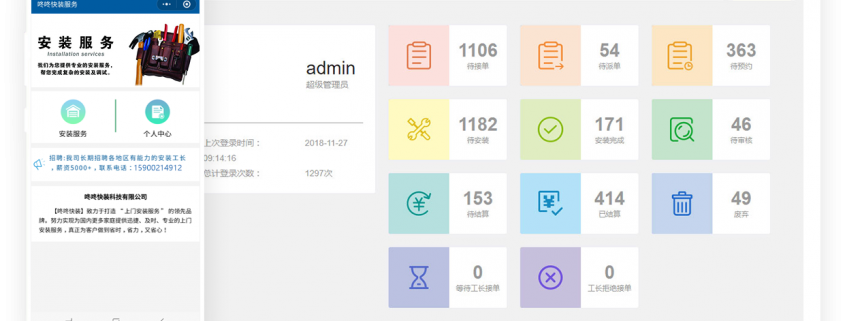 咚咚快装服务
安装服务
Installation services
我们为您提供专业的安装服务,
帮您完成复杂的安装及调试。
安装服务
个人中心
招聘:我司长期招聘各地区有能力的安装工长
，薪资5000+，联系电话：15900214912
咚咚快装科技有限公司
【咚咚快装】致力于打造“上门安装服务”的领先品
牌。努力实现为国内更多家庭提供迅捷、及时、专业的上门
安装服务，真正为客户做到省时，省力，又省心！
admin
超级管理员
上次登录时间：
2018-11-27
09:14:16
总计登录次数：
1297次
1106
待接单
54
待派单
363
待预约
1182
待安装
171
安装完成
46
待审核
153
待结算
414
已结算
49
废弃
0
等待工长接单
0
工长拒绝接单